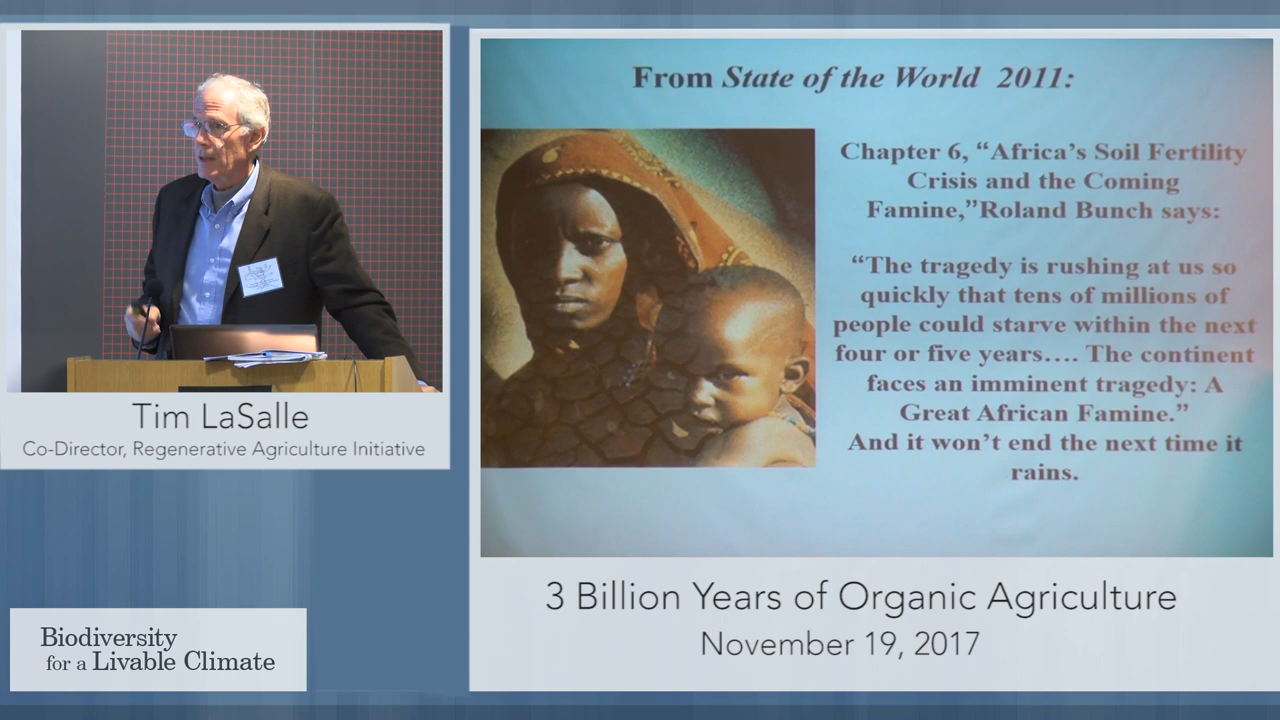 Tim LaSalle
Co-Director, Regenerative Agriculture Initiative
Biodiversity
for a Livable Climate
From State of the World 2011:
Chapter 6, “Africa’s Soil Fertility
Crisis and the Coming
Famine,”Roland Bunch says:
“The tragedy is rushing at us so
quickly that tens of millions of
people could starve within the next
four or five years…. The continent
faces an imminent tragedy: A
Great African Famine.”
And it won’t end the next time it
rains.
3 Billion Years of Organic Agriculture
November 19, 2017